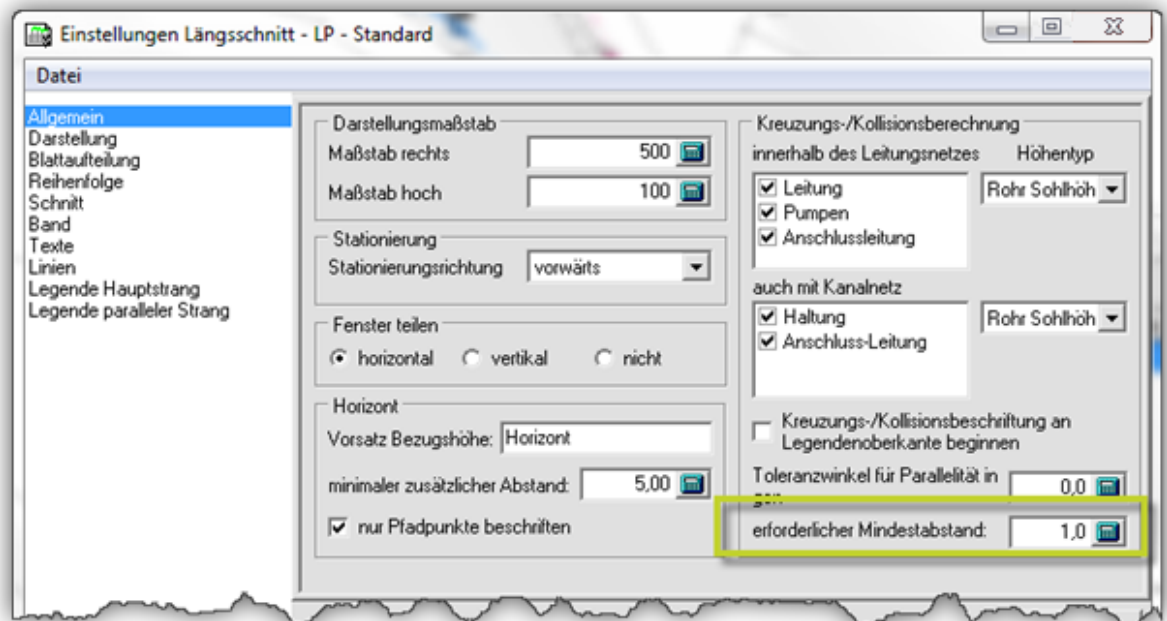 Einstellungen Längsschnitt - LP - Standard
Datei
Allgemein
Darstellung
Blattaufteilung
Reihenfolge
Schnitt
Band
Texte
Linien
Legende Hauptstrang
Legende paralleler Strang
Darstellungsmaßstab
Maßstab rechts 500
Maßstab hoch 100
Stationierung
Stationierungsrichtung vorwärts
Fenster teilen
horizontal vertikal nicht
Horizont
Vorsatz Bezugshöhe: Horizont
minimaler zusätzlicher Abstand: 5,00
nur Pfadpunkte beschriften
Kreuzungs-/Kollisionsberechnung
innerhalb des Leitungsnetzes Höhentyp
Leitung Rohr Sohlhöh
Pumpen
Anschlussleitung
auch mit Kanalnetz
Haltung Rohr Sohlhöh
Anschluss-Leitung
Kreuzungs-/Kollisionsbeschriftung an
Legendenoberkante beginnen
Toleranzwinkel für Parallelität in
gon 0,0
erforderlicher Mindestabstand: 1,0